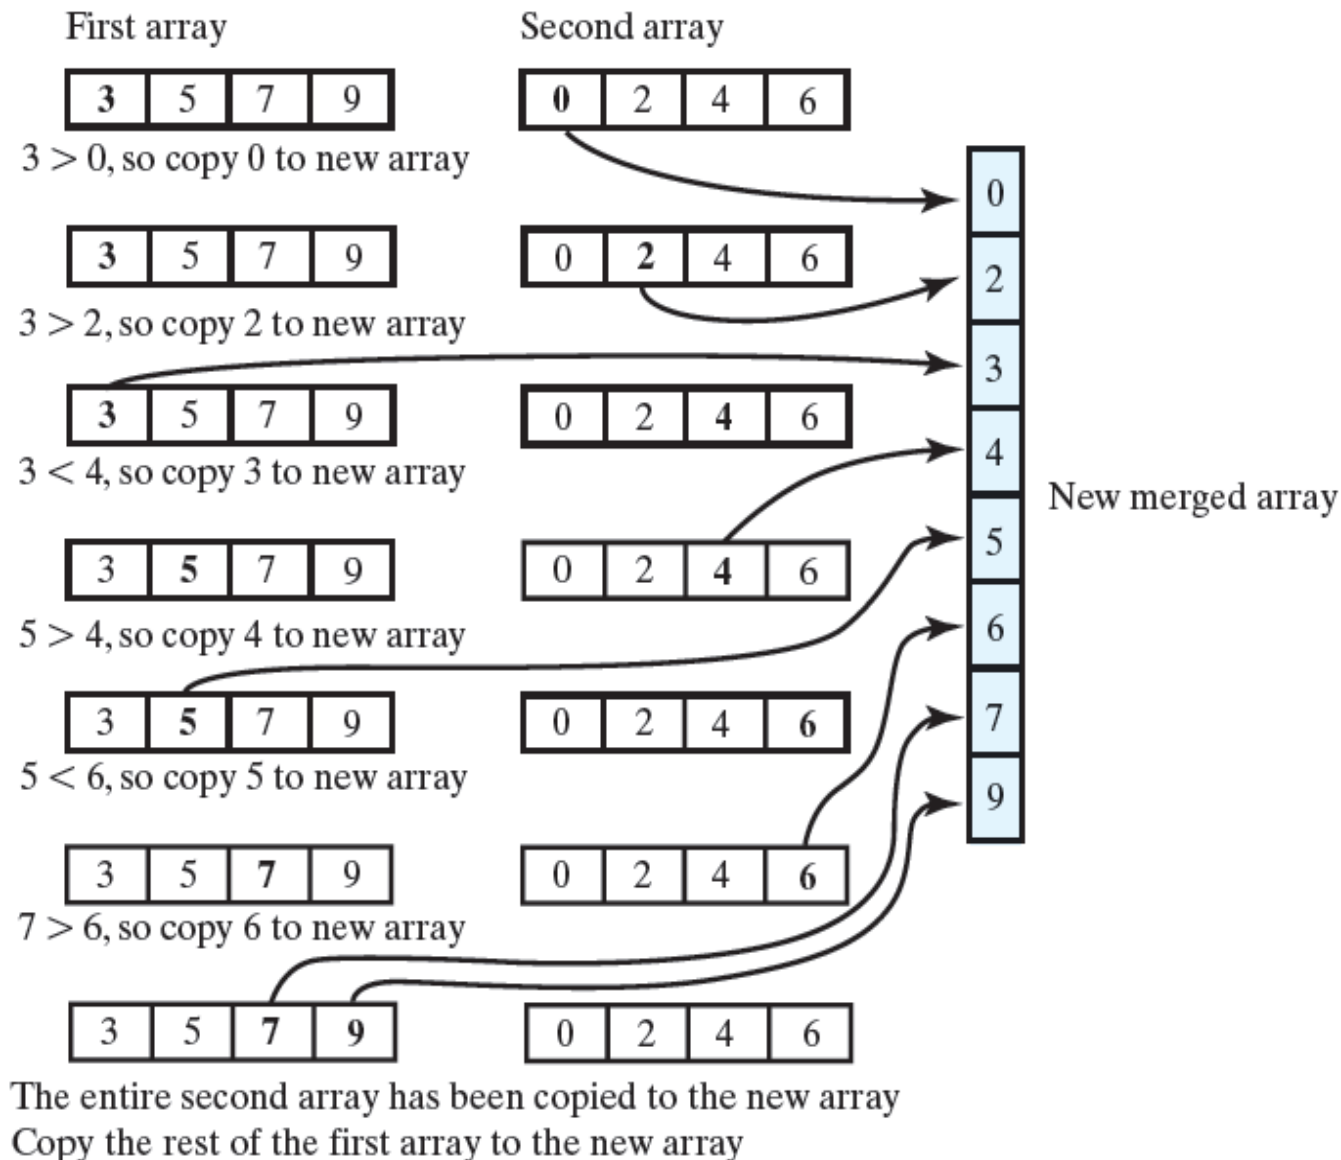 First array Second array
3 5 7 9 0 2 4 6
3 > 0, so copy 0 to new array
0
3 5 7 9 0 2 4 6
2
3 > 2, so copy 2 to new array
3
3 5 7 9 0 2 4 6
4
3 < 4, so copy 3 to new array
New merged array
5
3 5 7 9 0 2 4 6
5 > 4, so copy 4 to new array
6
3 5 7 9 0 2 4 6
7
5 < 6, so copy 5 to new array
9
3 5 7 9 0 2 4 6
7 > 6, so copy 6 to new array
3 5 7 9 0 2 4 6
The entire second array has been copied to the new array
Copy the rest of the first array to the new array